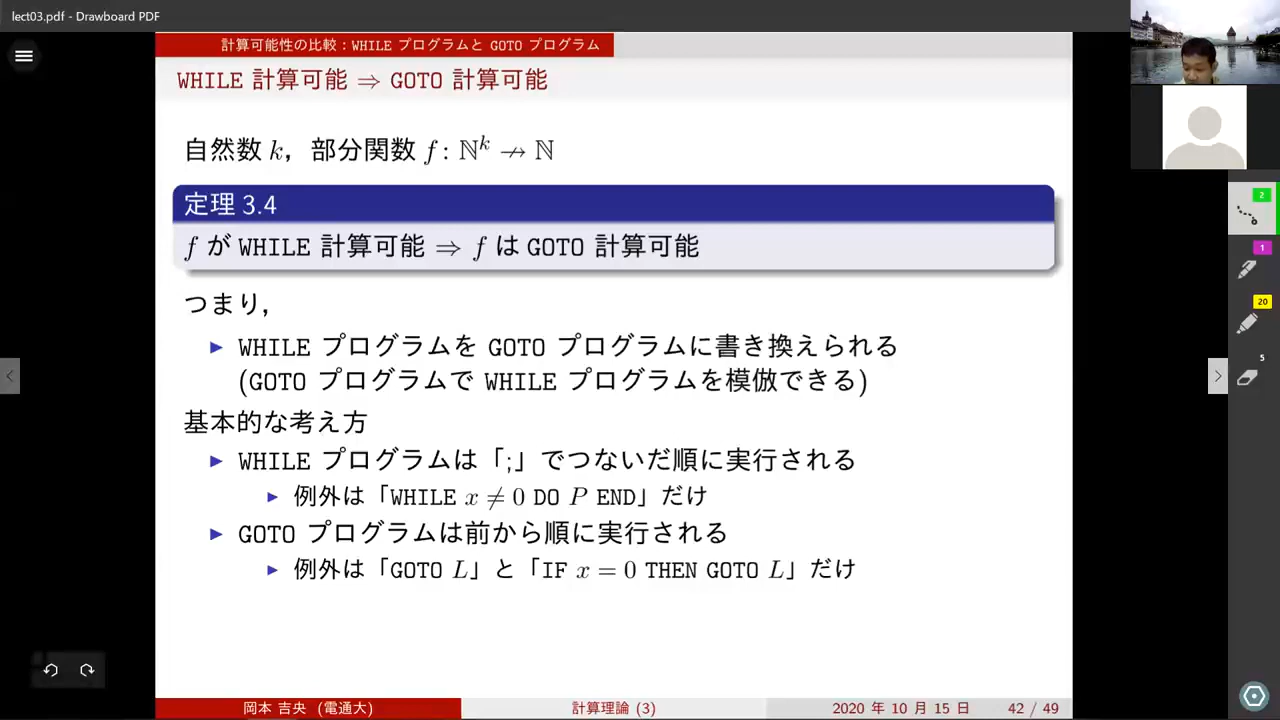 lect03.pdf - Drawboard PDF
計算可能性の比較：WHILE プログラムと GOTO プログラム
WHILE 計算可能 ⇒ GOTO 計算可能
自然数 k，部分関数 f : ℕᵏ ⇸ ℕ
定理 3.4
f が WHILE 計算可能 ⇒ f は GOTO 計算可能
つまり，
▶ WHILE プログラムを GOTO プログラムに書き換えられる
(GOTO プログラムで WHILE プログラムを模倣できる)
基本的な考え方
▶ WHILE プログラムは「;」でつないだ順に実行される
▶ 例外は「WHILE x ≠ 0 DO P END」だけ
▶ GOTO プログラムは前から順に実行される
▶ 例外は「GOTO L」と「IF x = 0 THEN GOTO L」だけ
岡本 吉央 (電通大)
計算理論 (3)
2020 年 10 月 15 日
42 / 49
2
1
20
5